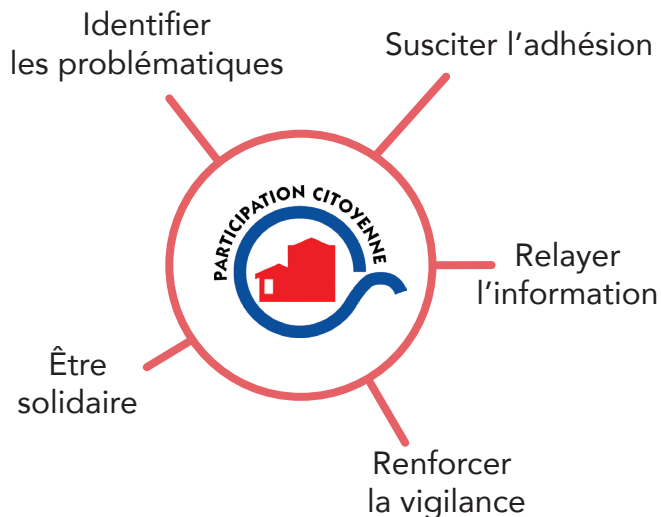 Identifier
les problématiques
Susciter l'adhésion
PARTICIPATION CITOYENNE
Relayer
l'information
Être
solidaire
Renforcer
la vigilance